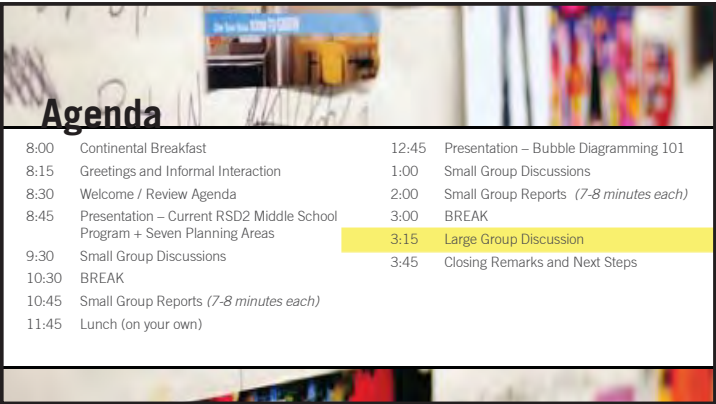 Agenda
8:00 Continental Breakfast
8:15 Greetings and Informal Interaction
8:30 Welcome / Review Agenda
8:45 Presentation – Current RSD2 Middle School
Program + Seven Planning Areas
9:30 Small Group Discussions
10:30 BREAK
10:45 Small Group Reports (7-8 minutes each)
11:45 Lunch (on your own)
12:45 Presentation – Bubble Diagramming 101
1:00 Small Group Discussions
2:00 Small Group Reports (7-8 minutes each)
3:00 BREAK
3:15 Large Group Discussion
3:45 Closing Remarks and Next Steps